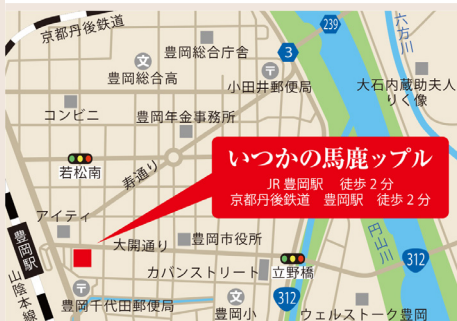 京都丹後鉄道
豊岡総合庁舎
239
六方川
3
文
豊岡総合高
小田井郵便局
大石内蔵助夫人
りく像
コンビニ
豊岡年金事務所
若松南
寿通り
いつかの馬鹿ップル
JR 豊岡駅 徒歩 2 分
京都丹後鉄道 豊岡駅 徒歩 2 分
アイティ
豊岡駅
大開通り
豊岡市役所
円山川
312
カバンストリート
立野橋
山陰本線
豊岡千代田郵便局
文
豊岡小
312
ウェルストーク豊岡